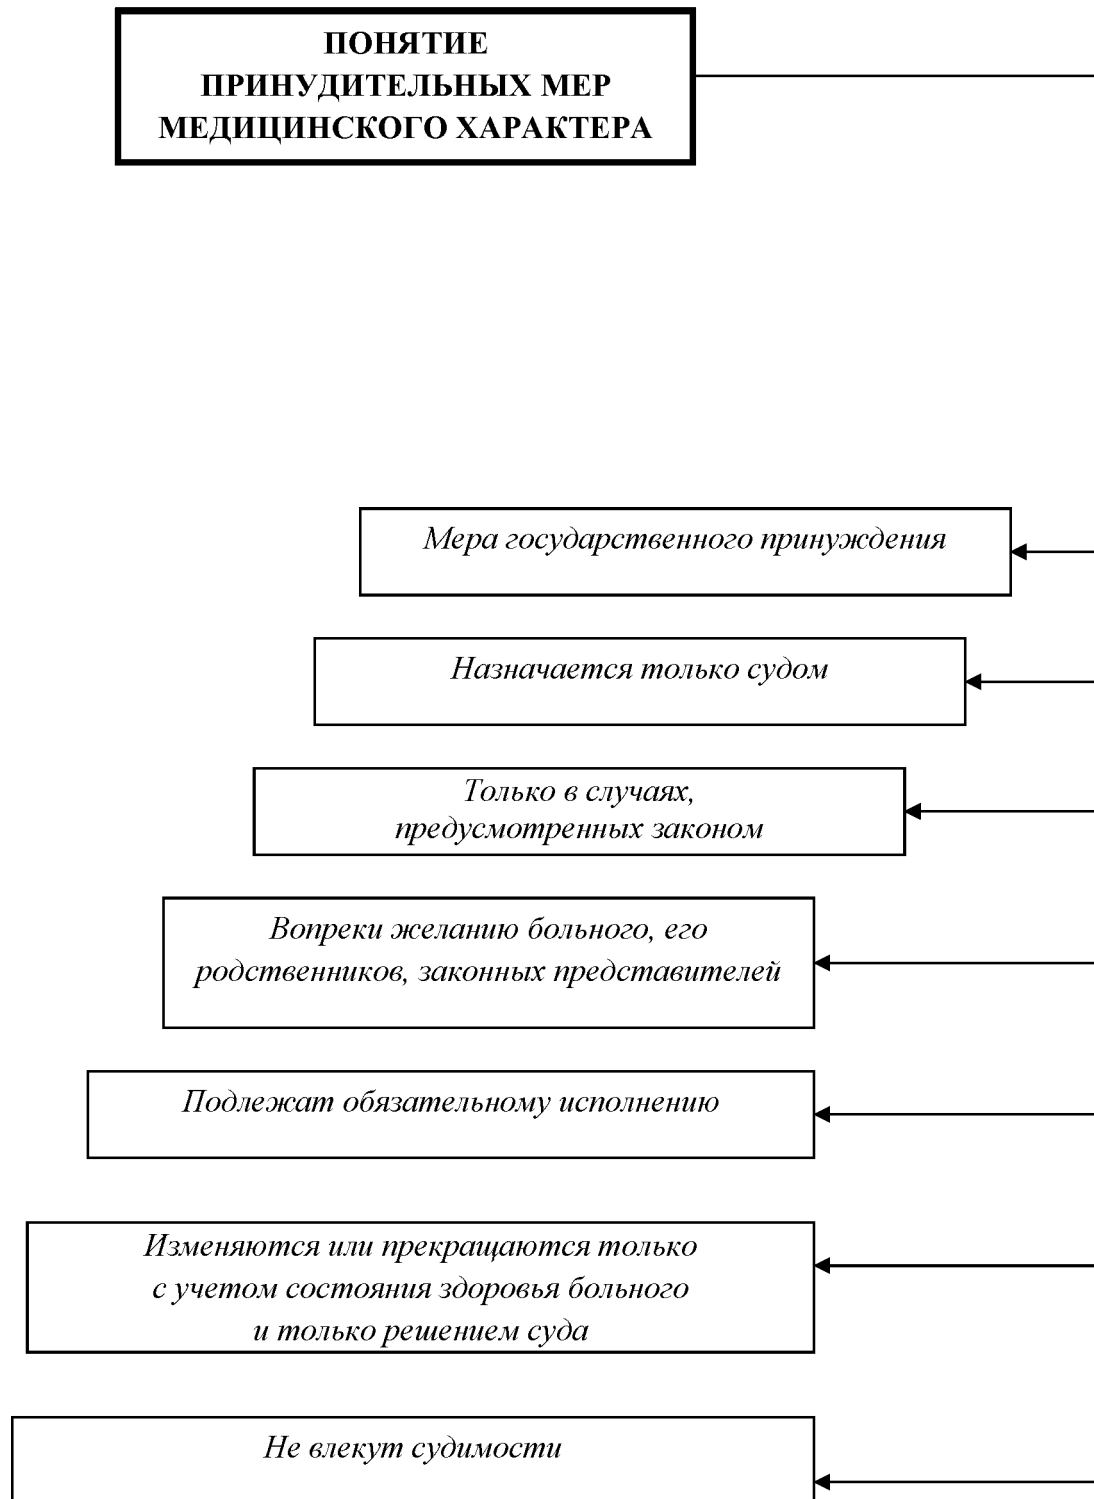 ПОНЯТИЕ
ПРИНУДИТЕЛЬНЫХ МЕР
МЕДИЦИНСКОГО ХАРАКТЕРА
Мера государственного принуждения
Назначается только судом
Только в случаях,
предусмотренных законом
Вопреки желанию больного, его
родственников, законных представителей
Подлежат обязательному исполнению
Изменяются или прекращаются только
с учетом состояния здоровья больного
и только решением суда
Не влекут судимости